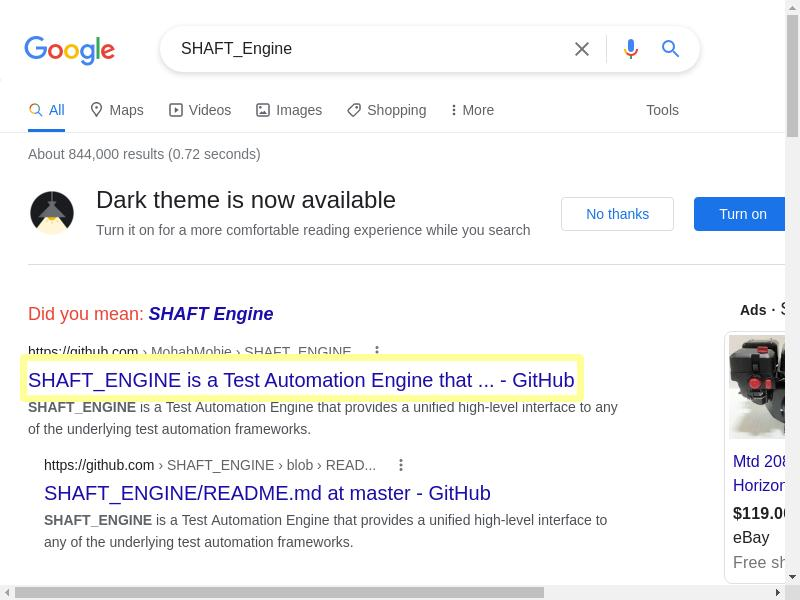 Google
SHAFT_Engine
All Maps Videos Images Shopping More Tools
About 844,000 results (0.72 seconds)
Dark theme is now available
Turn it on for a more comfortable reading experience while you search
No thanks
Turn on
Did you mean: SHAFT Engine
https://github.com › MohabMohie › SHAFT_ENGINE
SHAFT_ENGINE is a Test Automation Engine that ... - GitHub
SHAFT_ENGINE is a Test Automation Engine that provides a unified high-level interface to any
of the underlying test automation frameworks.
https://github.com › SHAFT_ENGINE › blob › READ...
SHAFT_ENGINE/README.md at master - GitHub
SHAFT_ENGINE is a Test Automation Engine that provides a unified high-level interface to
any of the underlying test automation frameworks.
Ads ·
Mtd 208
Horizon
$119.0
eBay
Free sh